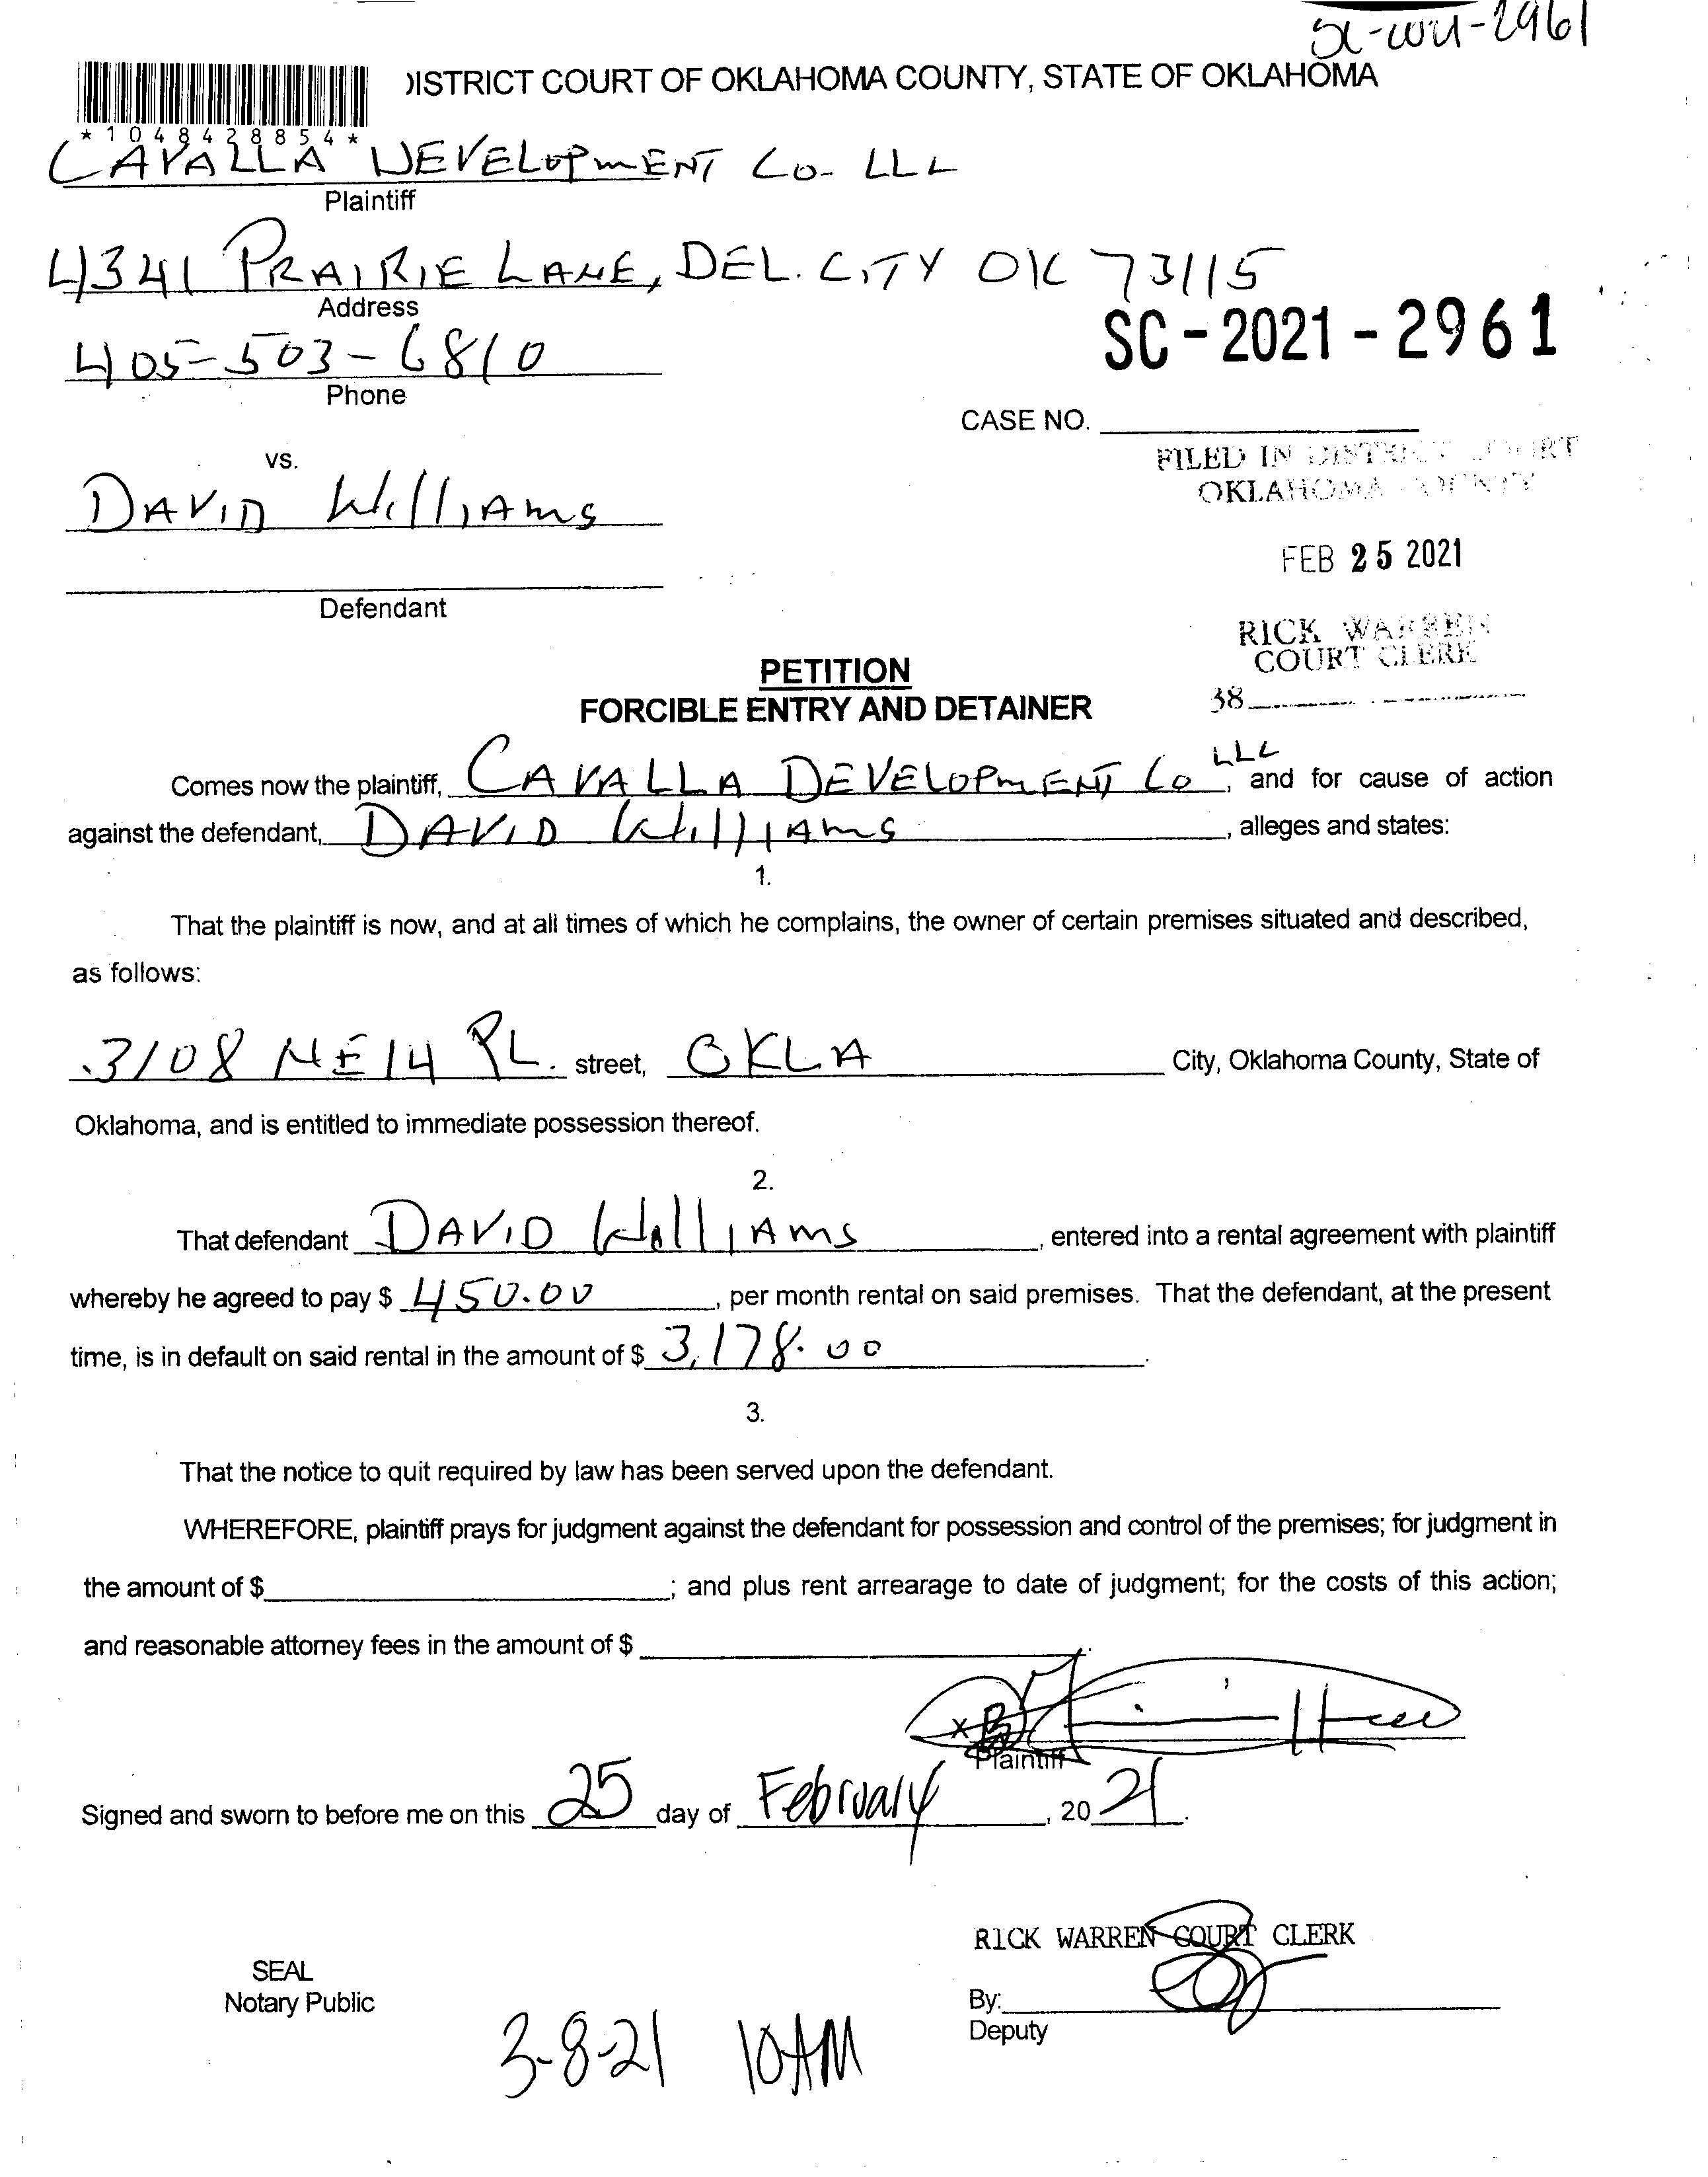 SC-2021-2961
DISTRICT COURT OF OKLAHOMA COUNTY, STATE OF OKLAHOMA
*1048428854*
CAVALLA DEVELOPMENT CO- LLL
Plaintiff
4341 PRAIRIE LANE, DEL. CITY OK 73115
Address
SC-2021-2961
405-503-6810
Phone
CASE NO.
FILED IN DISTRICT COURT
OKLAHOMA COUNTY
vs.
DAVID WilliAms
FEB 25 2021
Defendant
RICK WARREN
COURT CLERK
38
PETITION
FORCIBLE ENTRY AND DETAINER
Comes now the plaintiff, CAVALLA DEVELOPMENT Co LLL, and for cause of action
against the defendant, DAVID WilliAms, alleges and states:
1.
That the plaintiff is now, and at all times of which he complains, the owner of certain premises situated and described,
as follows:
3108 NE 14 PL. street, OKLA City, Oklahoma County, State of
Oklahoma, and is entitled to immediate possession thereof.
2.
That defendant DAVID WilliAms, entered into a rental agreement with plaintiff
whereby he agreed to pay $ 450.00, per month rental on said premises. That the defendant, at the present
time, is in default on said rental in the amount of $ 3,178.00.
3.
That the notice to quit required by law has been served upon the defendant.
WHEREFORE, plaintiff prays for judgment against the defendant for possession and control of the premises; for judgment in
the amount of $; and plus rent arrearage to date of judgment; for the costs of this action;
and reasonable attorney fees in the amount of $.
X
Plaintiff
Signed and sworn to before me on this 25 day of February, 20 21.
RICK WARREN COURT CLERK
SEAL
Notary Public
By:
Deputy
3-8-21 10AM